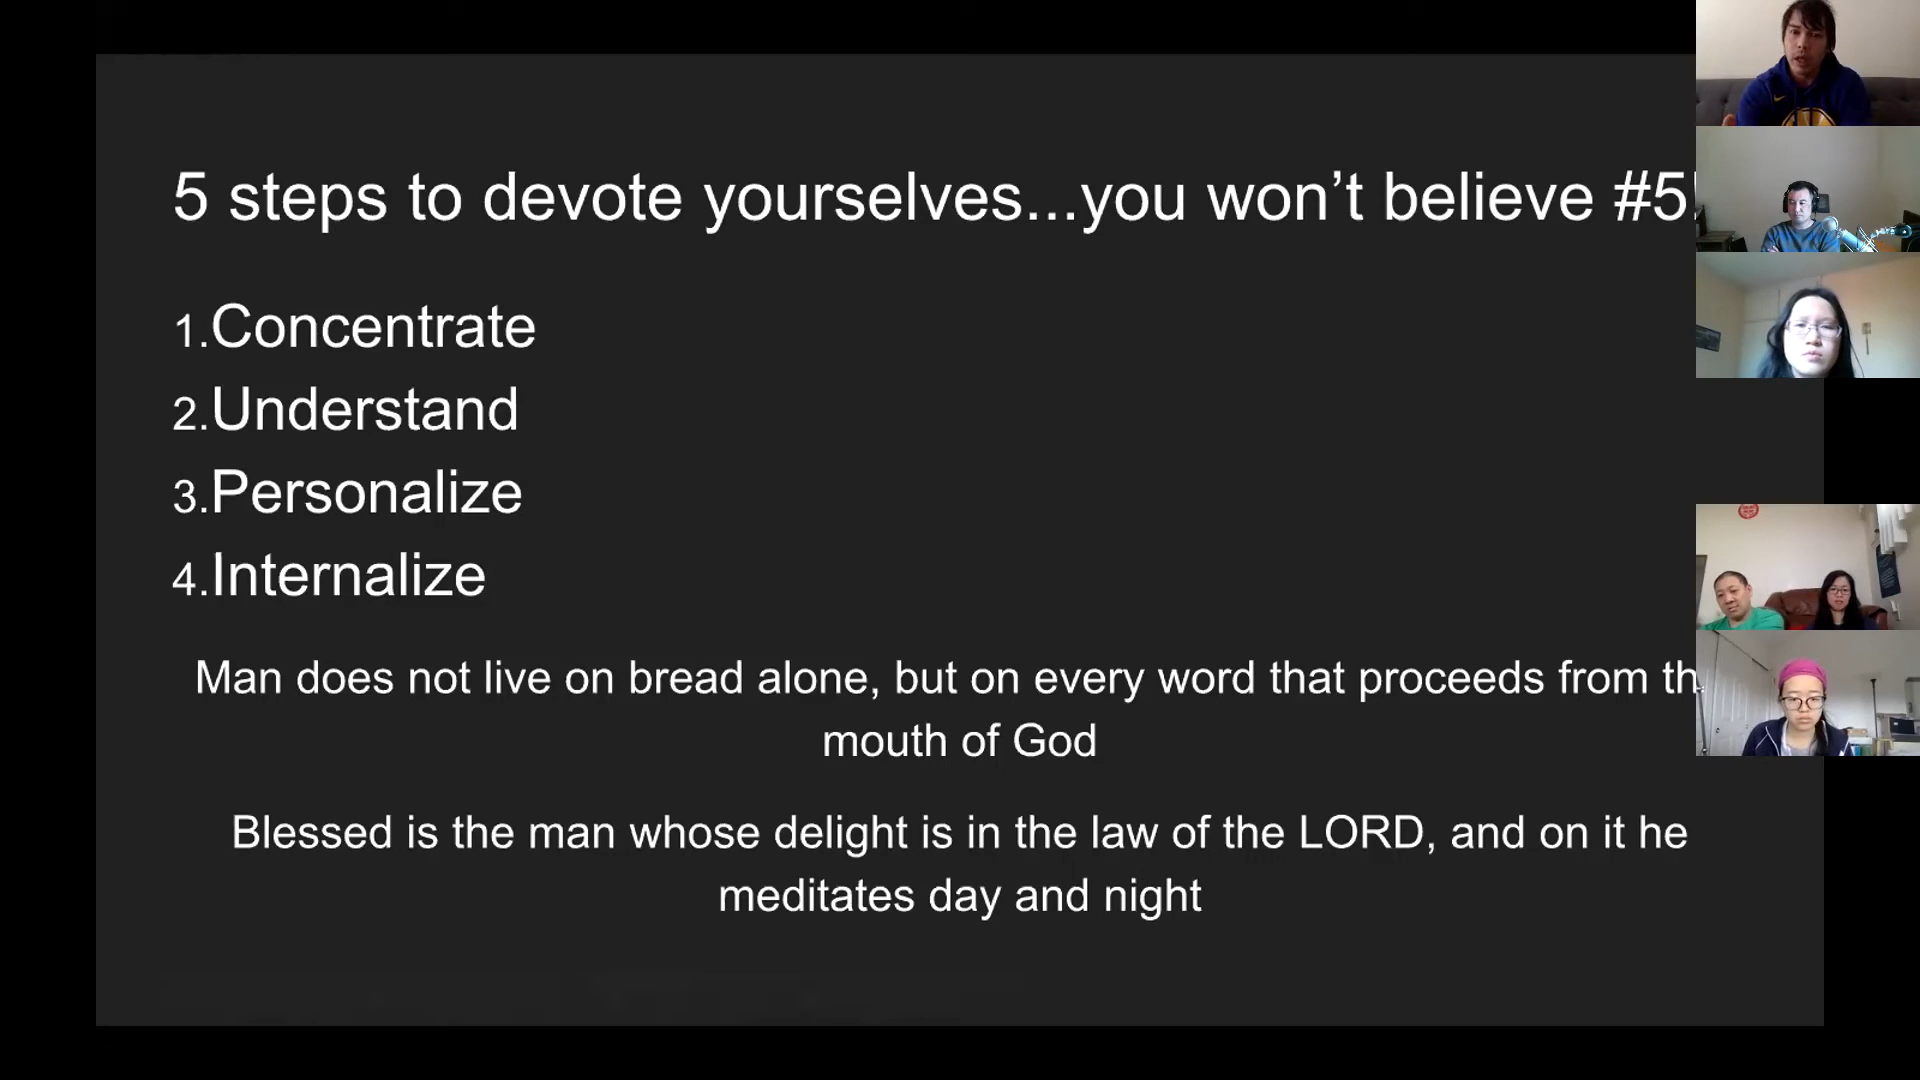 5 steps to devote yourselves...you won't believe #5!
1.Concentrate
2.Understand
3.Personalize
4.Internalize
Man does not live on bread alone, but on every word that proceeds from th
mouth of God
Blessed is the man whose delight is in the law of the LORD, and on it he
meditates day and night